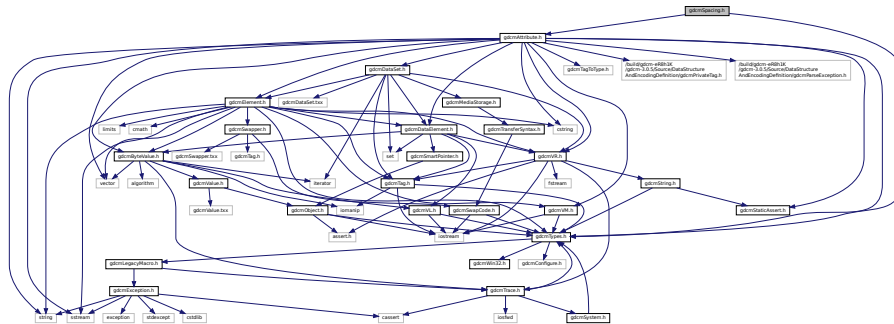 gdcmSpacing.h
gdcmAttribute.h
gdcmDataSet.h
gdcmTagToType.h
/build/gdcm-eRBh1K
/gdcm-3.0.5/Source/DataStructure
AndEncodingDefinition/gdcmPrivateTag.h
/build/gdcm-eRBh1K
/gdcm-3.0.5/Source/DataStructure
AndEncodingDefinition/gdcmParseException.h
gdcmElement.h
gdcmDataSet.txx
gdcmMediaStorage.h
limits
cmath
gdcmSwapper.h
gdcmDataElement.h
gdcmTransferSyntax.h
cstring
gdcmByteValue.h
gdcmSwapper.txx
gdcmTag.h
set
gdcmSmartPointer.h
gdcmVR.h
vector
algorithm
gdcmValue.h
iterator
gdcmTag.h
fstream
gdcmString.h
gdcmValue.txx
gdcmObject.h
iomanip
gdcmVL.h
gdcmSwapCode.h
gdcmVM.h
gdcmStaticAssert.h
assert.h
iostream
gdcmTypes.h
gdcmLegacyMacro.h
gdcmWin32.h
gdcmConfigure.h
gdcmException.h
gdcmTrace.h
string
sstream
exception
stdexcept
cstdlib
cassert
iosfwd
gdcmSystem.h